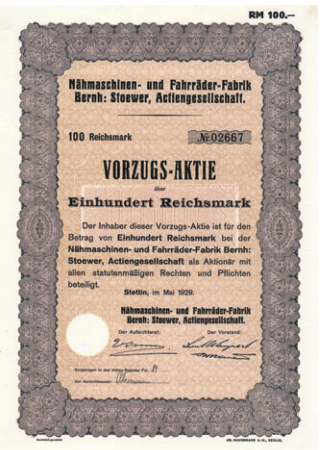 RM 100.—
Nähmaschinen- und Fahrräder-Fabrik
Bernh: Stoewer, Actiengesellschaft.
100 Reichsmark
№ 02667
VORZUGS-AKTIE
über
Einhundert Reichsmark
Der Inhaber dieser Vorzugs-Aktie ist für den
Betrag von Einhundert Reichsmark bei der
Nähmaschinen- und Fahrräder-Fabrik Bernh:
Stoewer, Actiengesellschaft als Aktionär mit
allen statutenmäßigen Rechten und Pflichten
beteiligt.
Stettin, im Mai 1929.
Nähmaschinen- und Fahrräder-Fabrik
Bernh: Stoewer, Actiengesellschaft.
Der Aufsichtsrat: Der Vorstand: